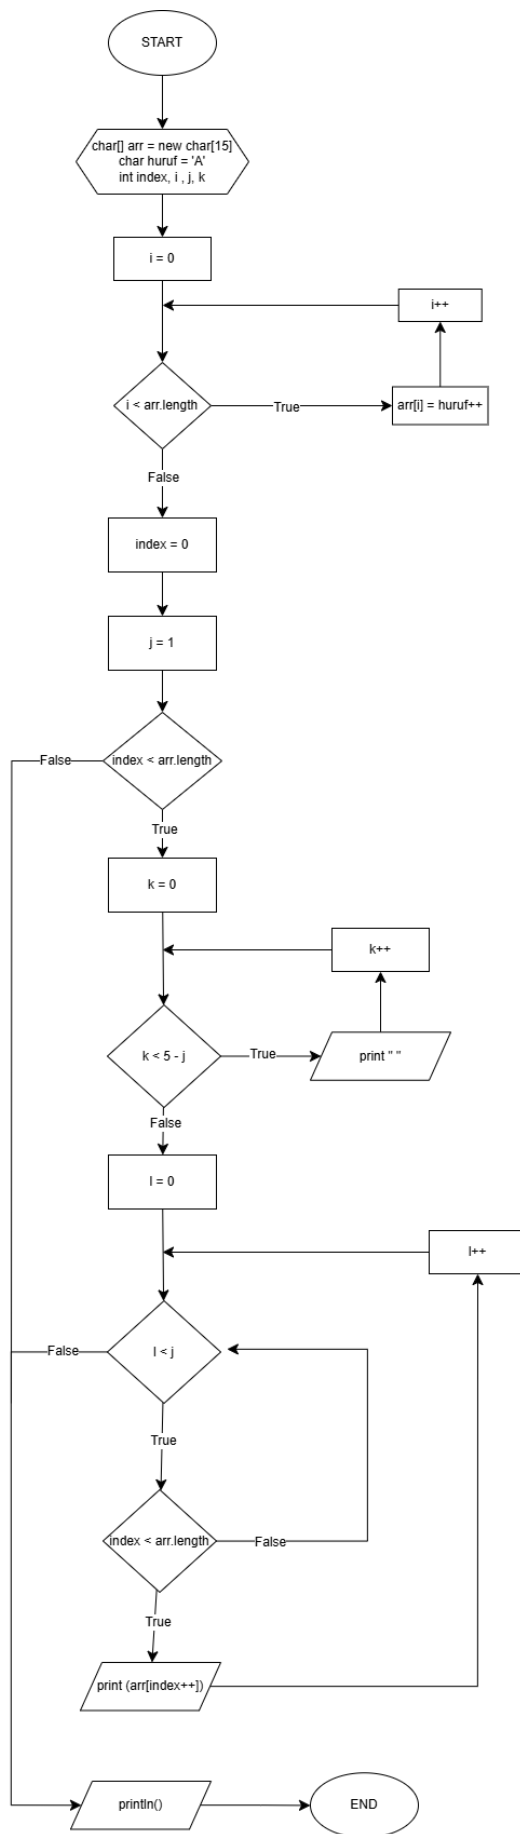 START
char[] arr = new char[15]
char huruf = 'A'
int index, i , j, k
i = 0
i++
i < arr.length
True
arr[i] = huruf++
False
index = 0
j = 1
False
index < arr.length
True
k = 0
k++
k < 5 - j
True
print " "
False
l = 0
l++
False
l < j
True
index < arr.length
False
True
print (arr[index++])
println()
END